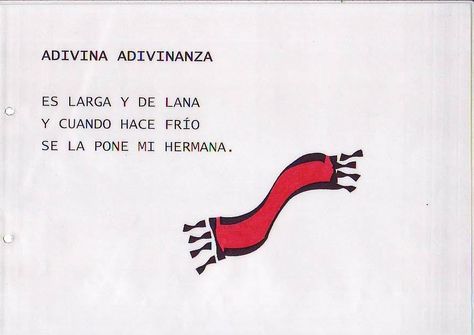 ADIVINA ADIVINANZA
ES LARGA Y DE LANA
Y CUANDO HACE FRÍO
SE LA PONE MI HERMANA.